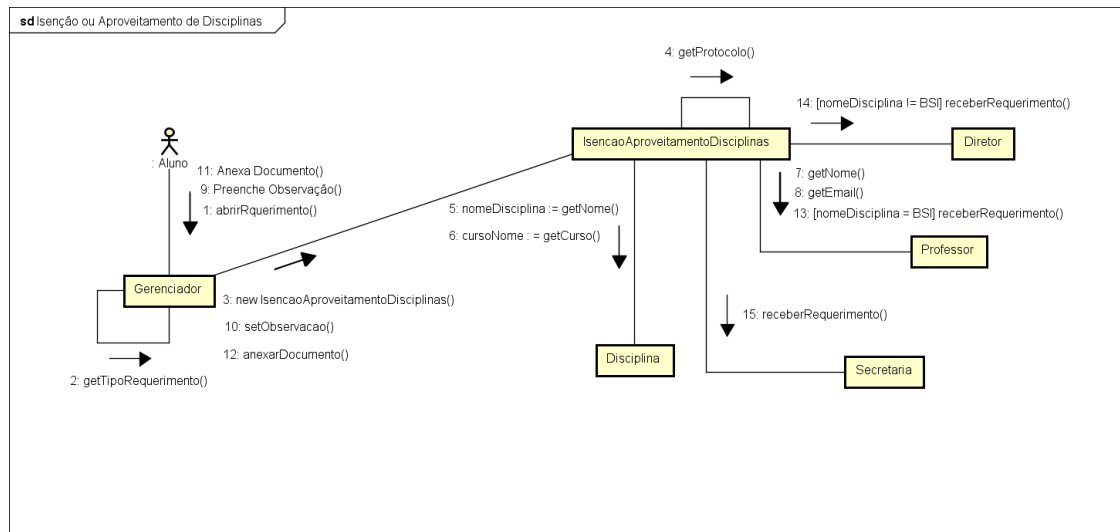 sd Isenção ou Aproveitamento de Disciplinas
4: getProtocolo()
14: [nomeDisciplina != BSI] receberRequerimento()
IsencaoAproveitamentoDisciplinas
Diretor
: Aluno
11: Anexa Documento()
9: Preenche Observação()
1: abrirRquerimento()
7: getNome()
8: getEmail()
13: [nomeDisciplina = BSI] receberRequerimento()
5: nomeDisciplina := getNome()
6: cursoNome : = getCurso()
Professor
Gerenciador
3: new IsencaoAproveitamentoDisciplinas()
10: setObservacao()
12: anexarDocumento()
15: receberRequerimento()
Disciplina
Secretaria
2: getTipoRequerimento()